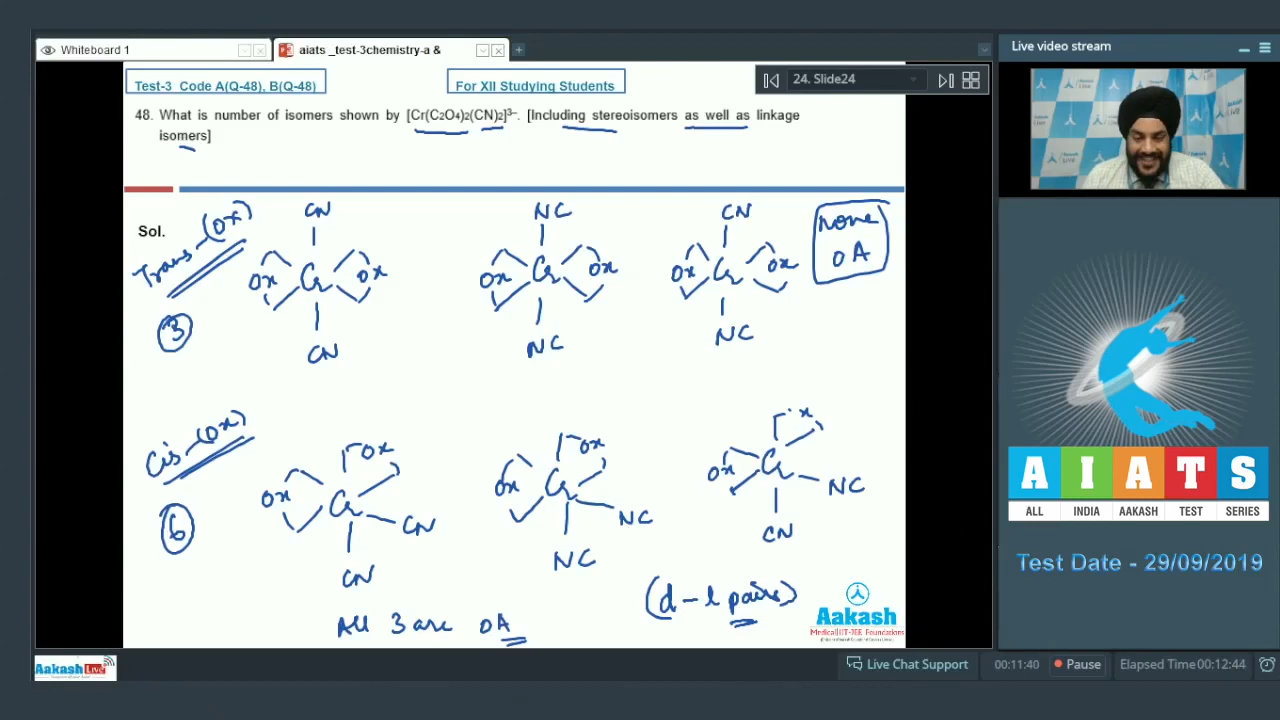 Whiteboard 1
aiats _test-3chemistry-a &
Live video stream
Test-3 Code A(Q-48), B(Q-48)
For XII Studying Students
24. Slide24
48. What is number of isomers shown by [Cr(C2O4)2(CN)2]3–. [Including stereoisomers as well as linkage
isomers]
Sol.
Trans-(ox)
3
CN
ox Cr ox
CN
NC
ox Cr ox
NC
CN
ox Cr ox
NC
none
OA
Cis-(ox)
6
ox
ox Cr
CN
CN
ox
ox Cr
NC
NC
ox Cr
NC
CN
All 3 are OA
(d-l pairs)
AIATS
ALL INDIA AAKASH TEST SERIES
Test Date - 29/09/2019
Aakash
Medical|IIT-JEE|Foundations
Aakash Live
Live Chat Support
00:11:40
Pause
Elapsed Time 00:12:44